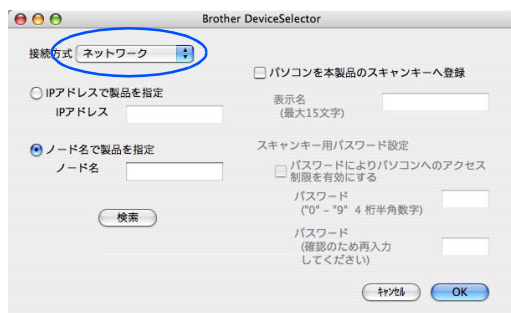 Brother DeviceSelector
接続方式 ネットワーク
IPアドレスで製品を指定
IPアドレス
ノード名で製品を指定
ノード名
検索
パソコンを本製品のスキャンキーへ登録
表示名
(最大15文字)
スキャンキー用パスワード設定
パスワードによりパソコンへのアクセス
制限を有効にする
パスワード
("0" – "9" 4 桁半角数字)
パスワード
(確認のため再入力
してください)
ｷｬﾝｾﾙ
OK